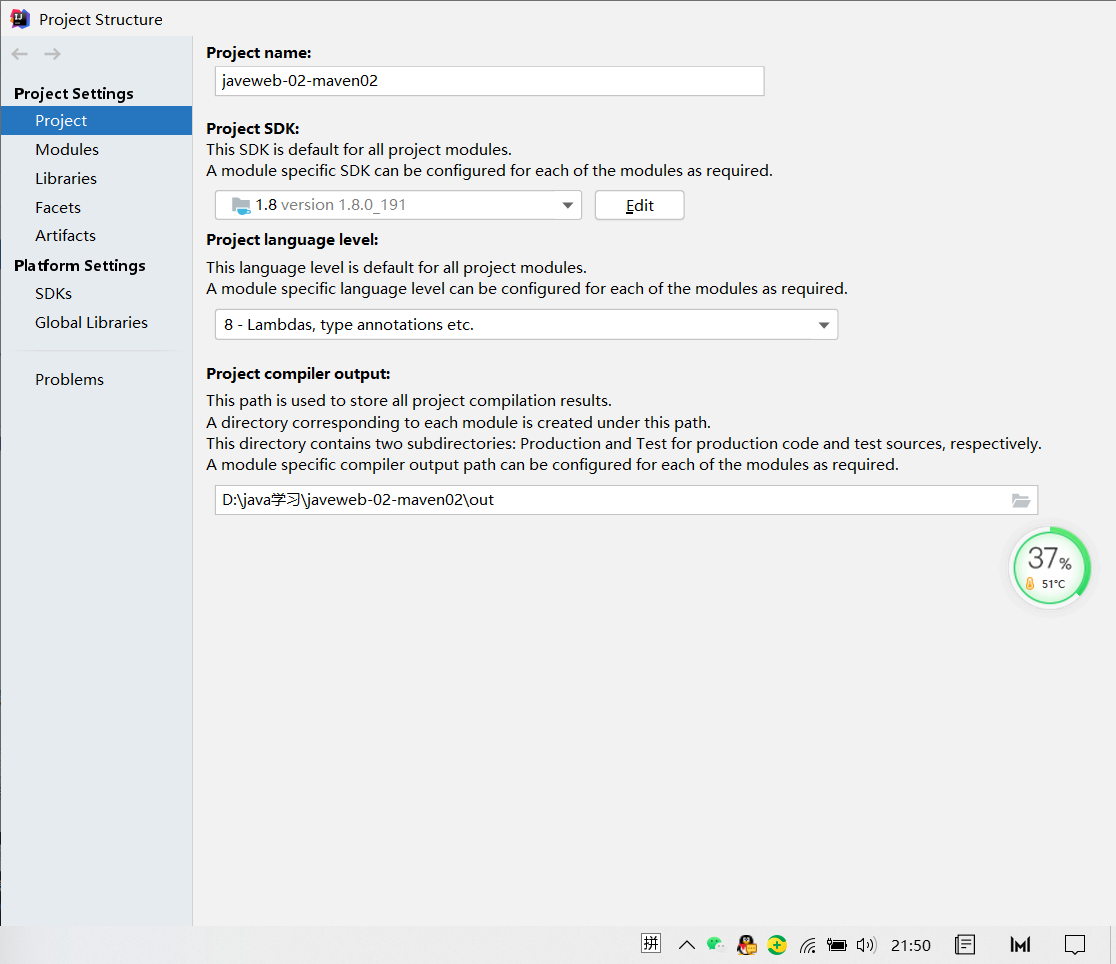 Project Structure
Project Settings
Project
Modules
Libraries
Facets
Artifacts
Platform Settings
SDKs
Global Libraries
Problems
Project name:
javeweb-02-maven02
Project SDK:
This SDK is default for all project modules.
A module specific SDK can be configured for each of the modules as required.
1.8 version 1.8.0_191
Edit
Project language level:
This language level is default for all project modules.
A module specific language level can be configured for each of the modules as required.
8 - Lambdas, type annotations etc.
Project compiler output:
This path is used to store all project compilation results.
A directory corresponding to each module is created under this path.
This directory contains two subdirectories: Production and Test for production code and test sources, respectively.
A module specific compiler output path can be configured for each of the modules as required.
D:\java学习\javeweb-02-maven02\out
37%
51°C
拼
21:50